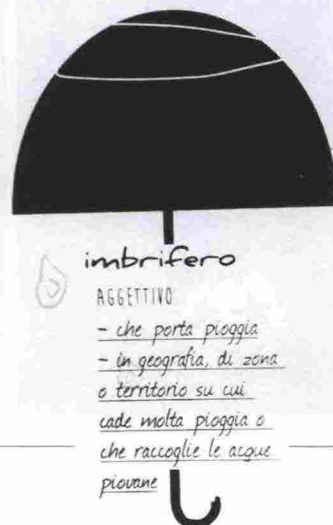 imbrifero
AGGETTIVO
- che porta pioggia
- in geografia, di zona
o territorio su cui
cade molta pioggia o
che raccoglie le acque
piovane